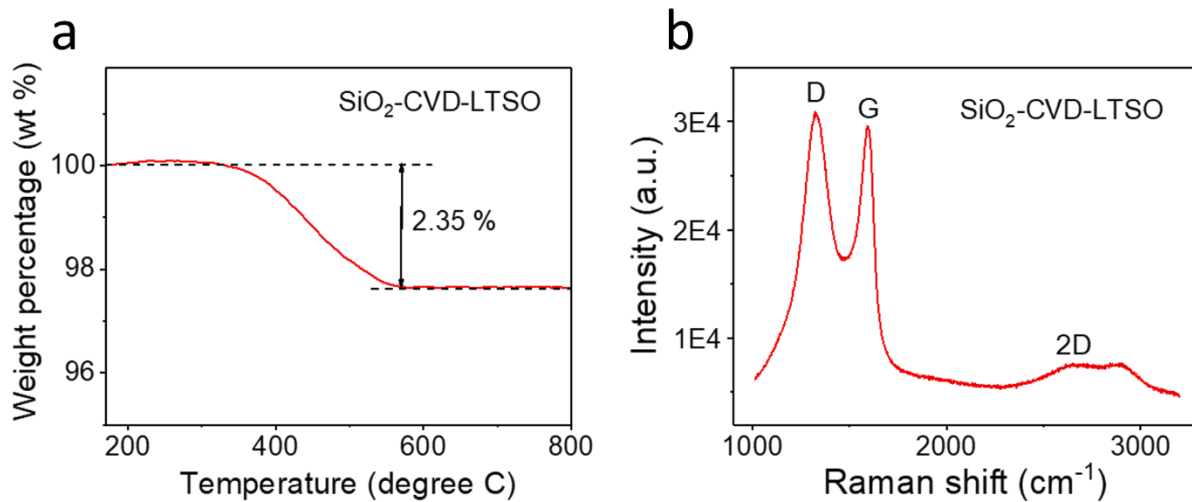 a
SiO₂-CVD-LTSO
Weight percentage (wt %)
100
98
96
2.35 %
200
400
600
800
Temperature (degree C)
b
D
G
SiO₂-CVD-LTSO
Intensity (a.u.)
3E4
2E4
1E4
2D
1000
2000
3000
Raman shift (cm⁻¹)